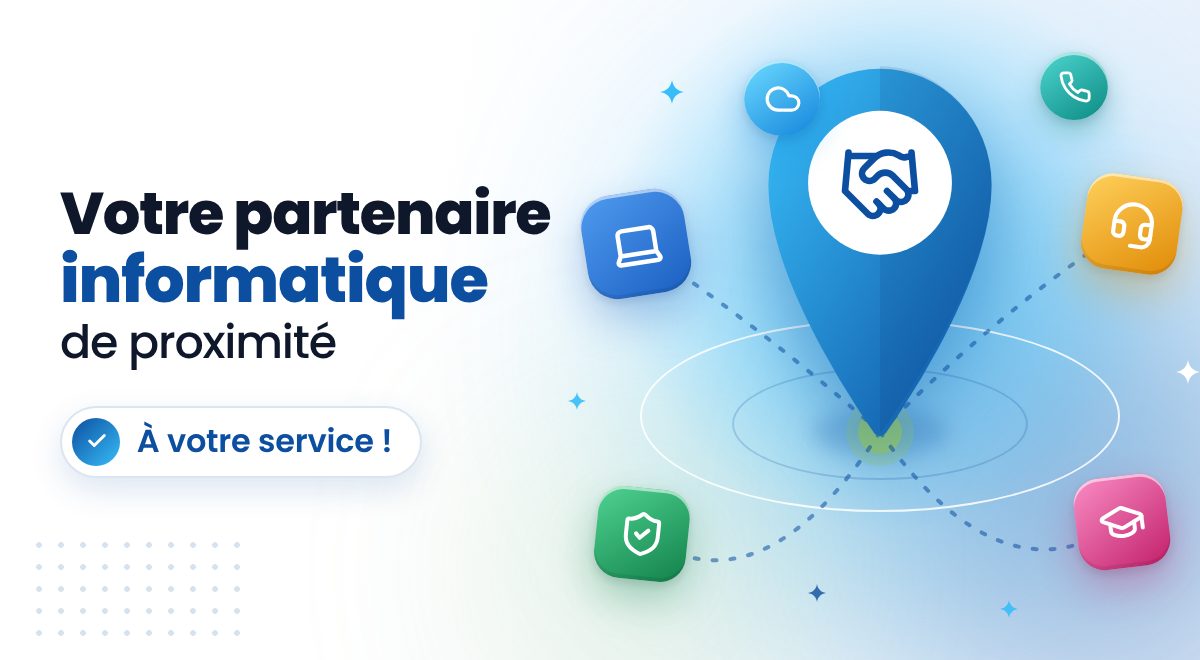 Votre partenaire
informatique
de proximité
À votre service !